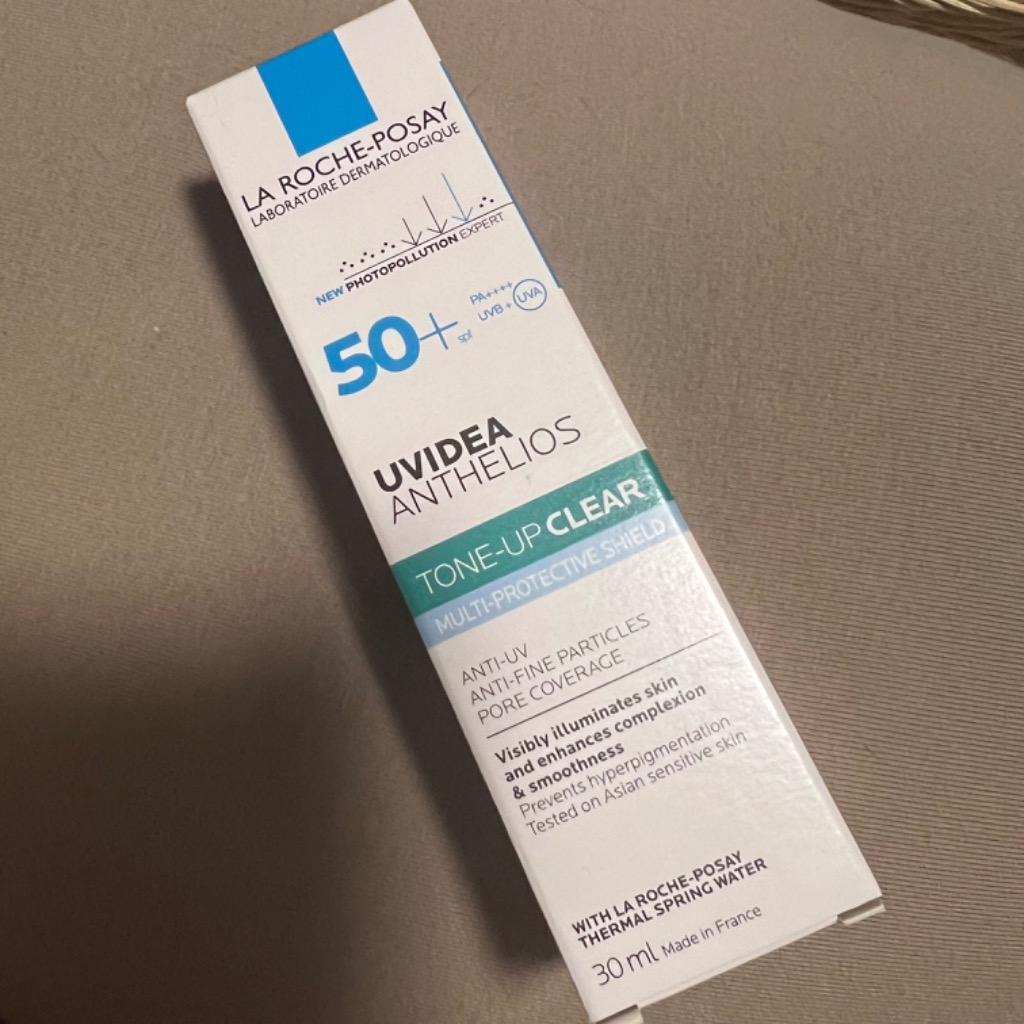 LA ROCHE-POSAY
LABORATOIRE DERMATOLOGIQUE
NEW PHOTOPOLLUTION EXPERT
50+ spf
PA++++
UVB + UVA
UVIDEA
ANTHELIOS
TONE-UP CLEAR
MULTI-PROTECTIVE SHIELD
ANTI-UV
ANTI-FINE PARTICLES
PORE COVERAGE
Visibly illuminates skin
and enhances complexion
& smoothness
Prevents hyperpigmentation
Tested on Asian sensitive skin
WITH LA ROCHE-POSAY
THERMAL SPRING WATER
30 ml Made in France